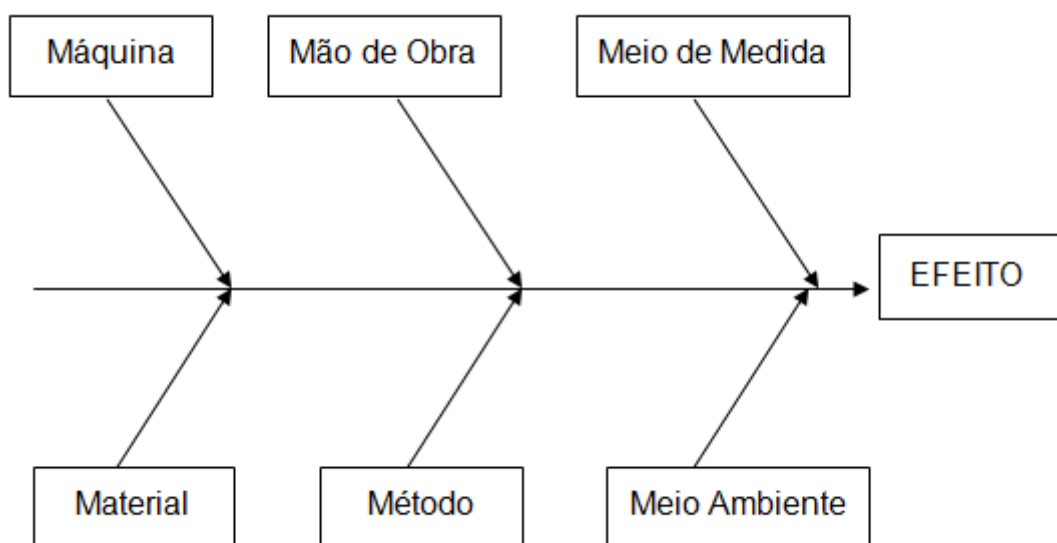 Máquina
Mão de Obra
Meio de Medida
EFEITO
Material
Método
Meio Ambiente